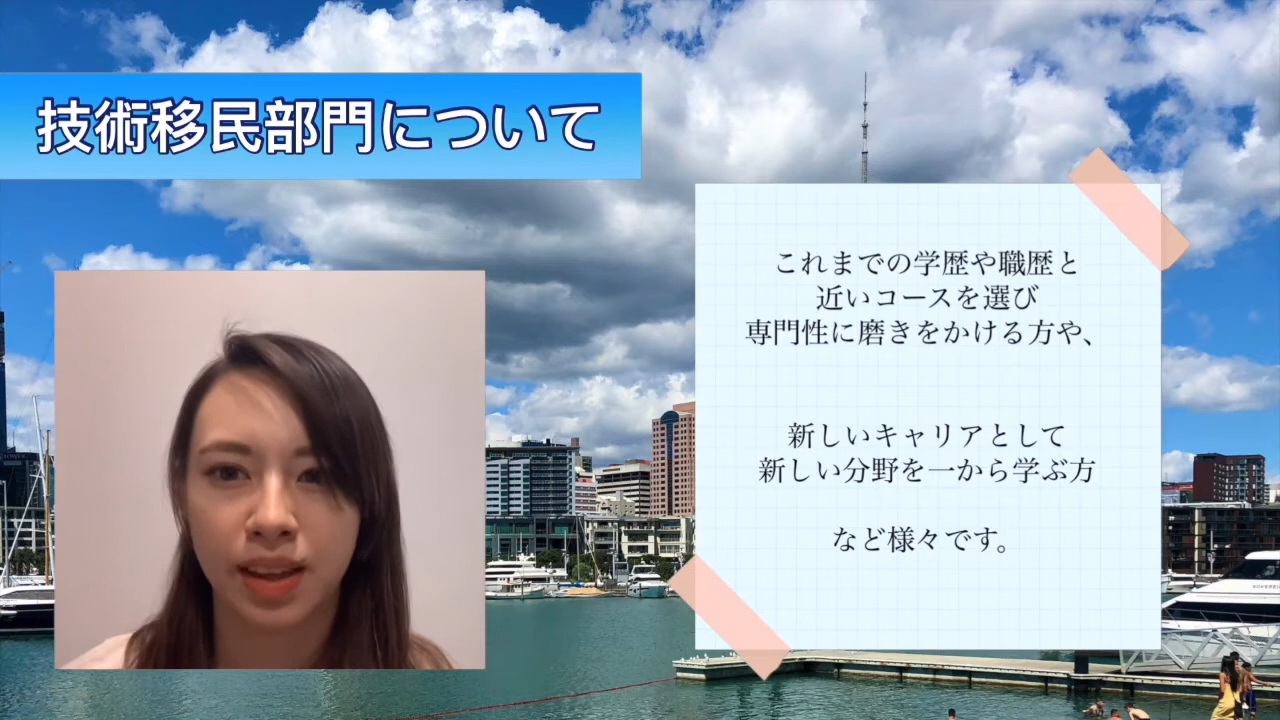 技術移民部門について
これまでの学歴や職歴と
近いコースを選び
専門性に磨きをかける方や、
新しいキャリアとして
新しい分野を一から学ぶ方
など様々です。